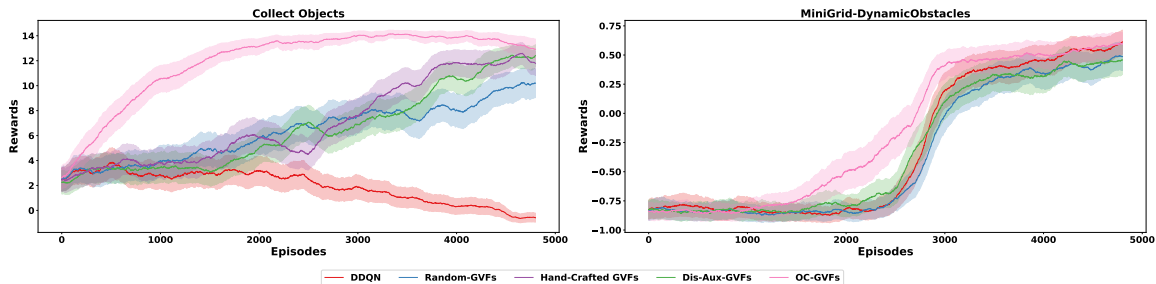 Collect Objects
14
12
10
8
6
4
2
0
Rewards
0 1000 2000 3000 4000 5000
Episodes
MiniGrid-DynamicObstacles
0.75
0.50
0.25
0.00
−0.25
−0.50
−0.75
−1.00
Rewards
0 1000 2000 3000 4000 5000
Episodes
DDQN Random-GVFs Hand-Crafted GVFs Dis-Aux-GVFs OC-GVFs